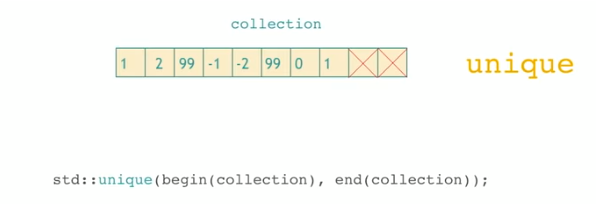 collection
1 2 99 -1 -2 99 0 1
unique
std::unique(begin(collection), end(collection));